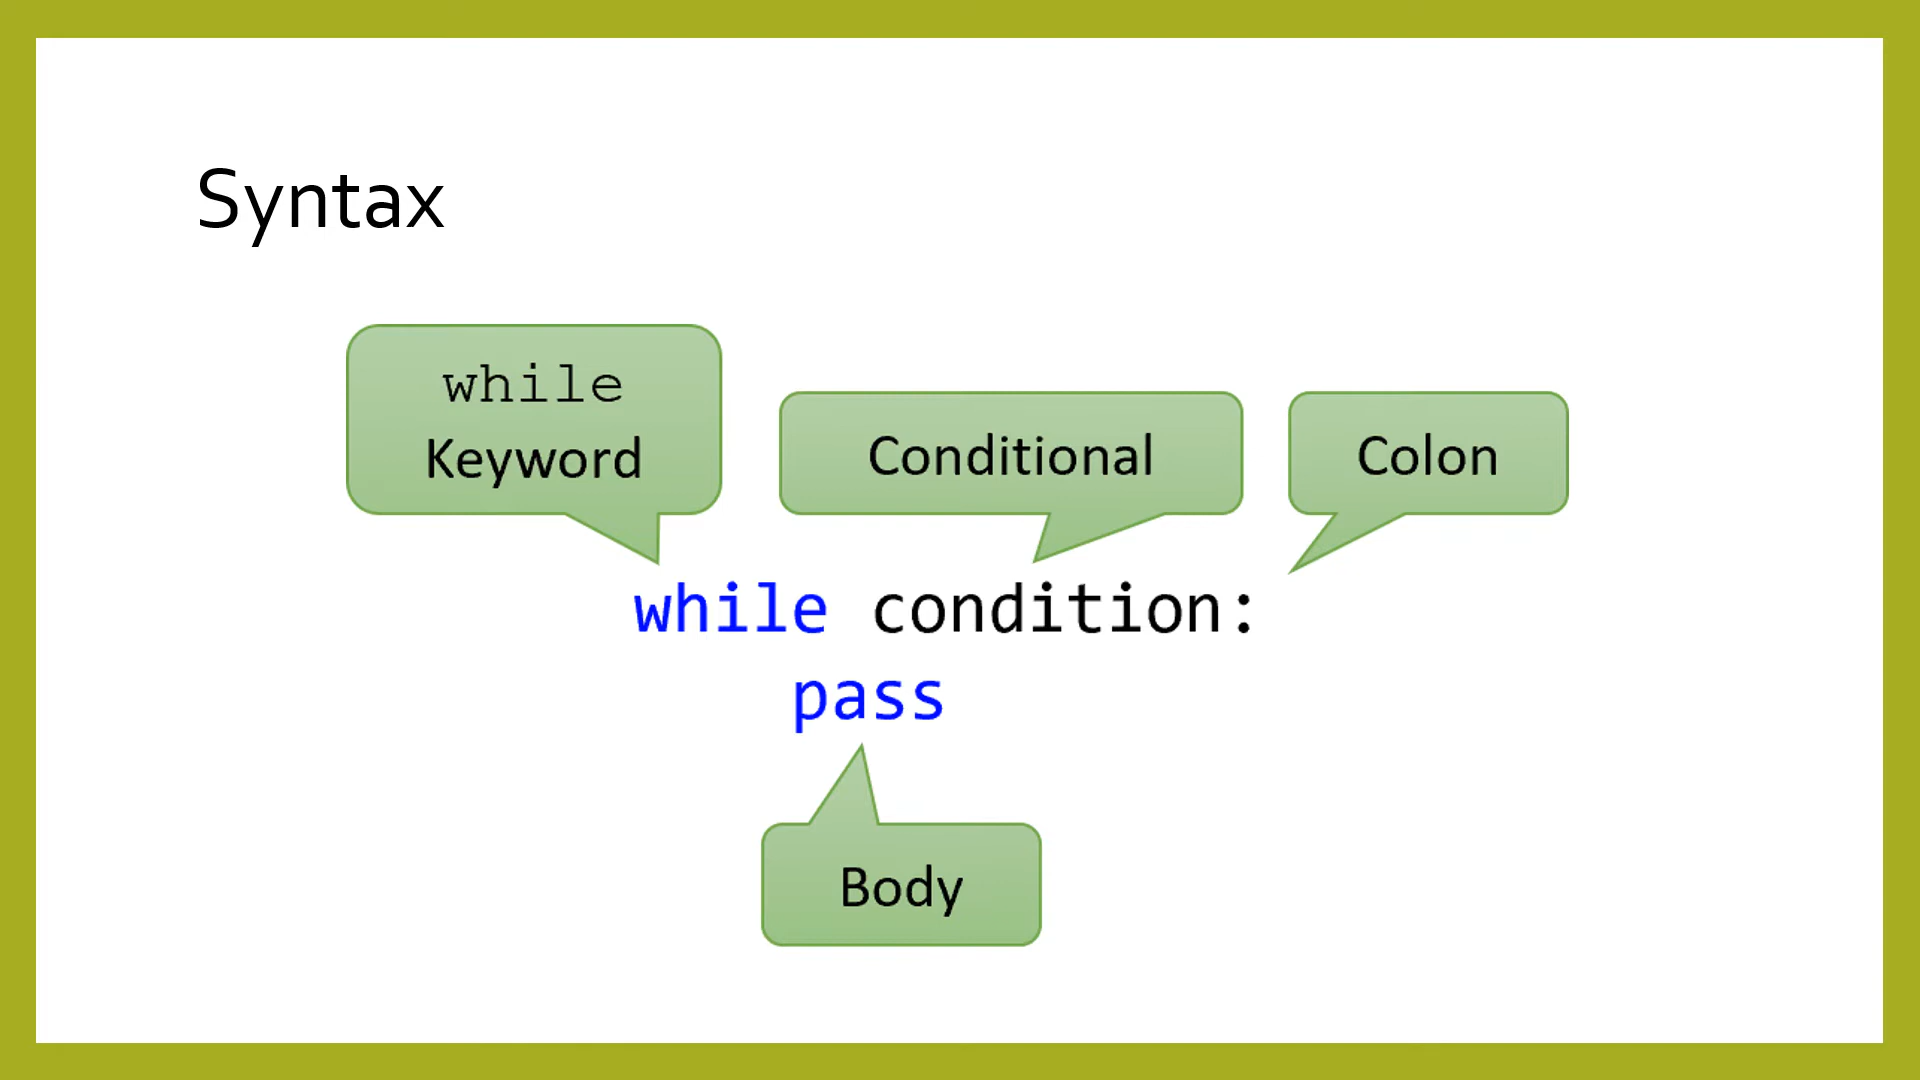 Syntax
while
Keyword
Conditional
Colon
while condition:
pass
Body